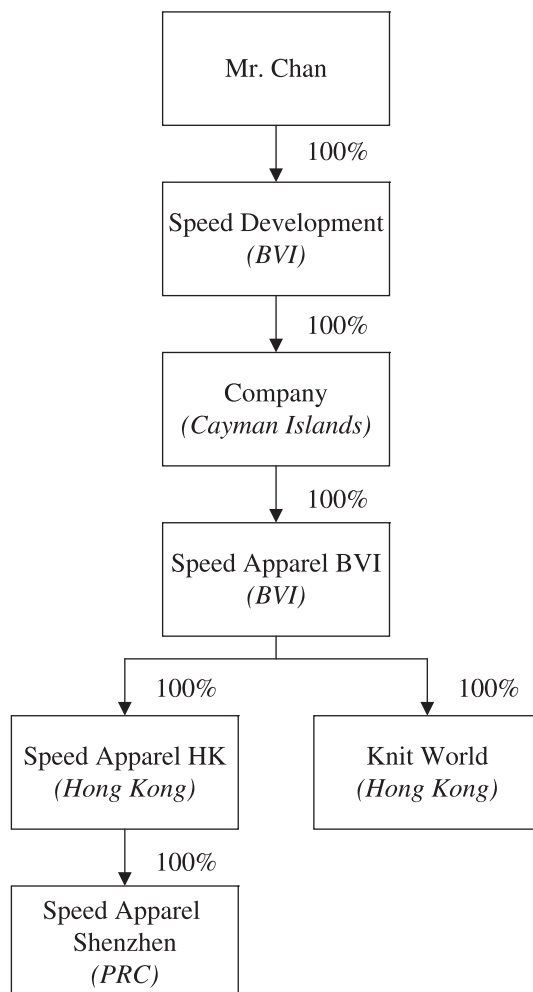 Mr. Chan
100%
Speed Development
(BVI)
100%
Company
(Cayman Islands)
100%
Speed Apparel BVI
(BVI)
100%
100%
Speed Apparel HK
(Hong Kong)
Knit World
(Hong Kong)
100%
Speed Apparel
Shenzhen
(PRC)